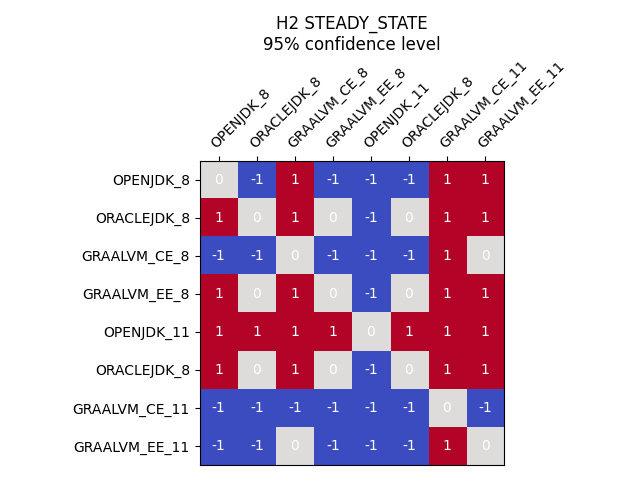 H2 STEADY_STATE
95% confidence level
OPENJDK_8 ORACLEJDK_8 GRAALVM_CE_8 GRAALVM_EE_8 OPENJDK_11 ORACLEJDK_8 GRAALVM_CE_11 GRAALVM_EE_11
OPENJDK_8 0 -1 1 -1 -1 -1 1 1
ORACLEJDK_8 1 0 1 0 -1 0 1 1
GRAALVM_CE_8 -1 -1 0 -1 -1 -1 1 0
GRAALVM_EE_8 1 0 1 0 -1 0 1 1
OPENJDK_11 1 1 1 1 0 1 1 1
ORACLEJDK_8 1 0 1 0 -1 0 1 1
GRAALVM_CE_11 -1 -1 -1 -1 -1 -1 0 -1
GRAALVM_EE_11 -1 -1 0 -1 -1 -1 1 0